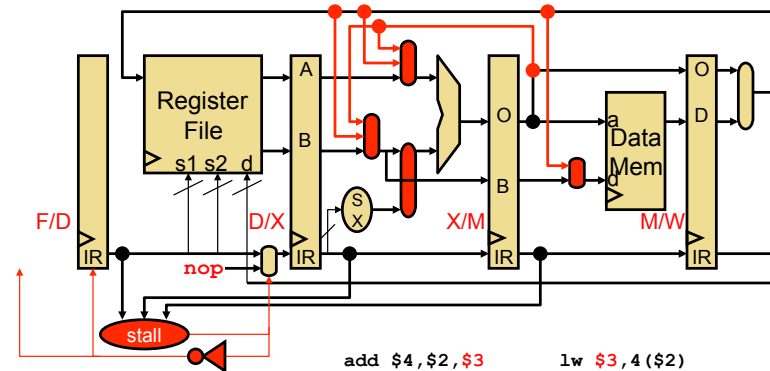 A
O
O
Register
File
B
a
Data
Mem
D
s1 s2 d
S
X
B
d
F/D
D/X
X/M
M/W
IR
IR
IR
IR
nop
stall
add $4,$2,$3
lw $3,4($2)